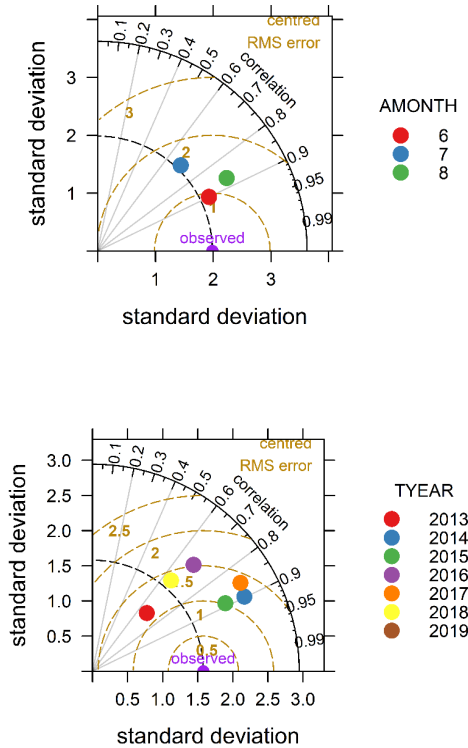 centred
RMS error
0.1 0.2 0.3 0.4 0.5 0.6 0.7 0.8 0.9 0.95 0.99
correlation
standard deviation
3
2
1
3
2
1
observed
1 2 3
standard deviation
AMONTH
6
7
8
centred
RMS error
0.1 0.2 0.3 0.4 0.5 0.6 0.7 0.8 0.9 0.95 0.99
correlation
standard deviation
3.0
2.5
2.0
1.5
1.0
0.5
2.5
2
.5
1
0.5
observed
0.5 1.0 1.5 2.0 2.5 3.0
standard deviation
TYEAR
2013
2014
2015
2016
2017
2018
2019